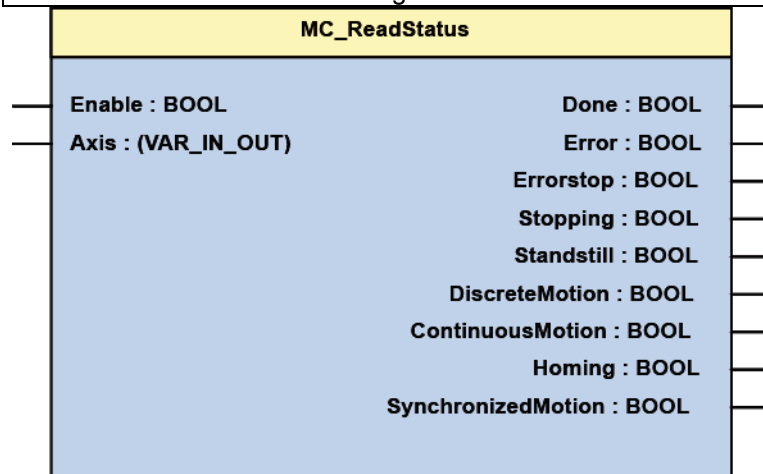 MC_ReadStatus
Enable : BOOL Done : BOOL
Axis : (VAR_IN_OUT) Error : BOOL
Errorstop : BOOL
Stopping : BOOL
Standstill : BOOL
DiscreteMotion : BOOL
ContinuousMotion : BOOL
Homing : BOOL
SynchronizedMotion : BOOL